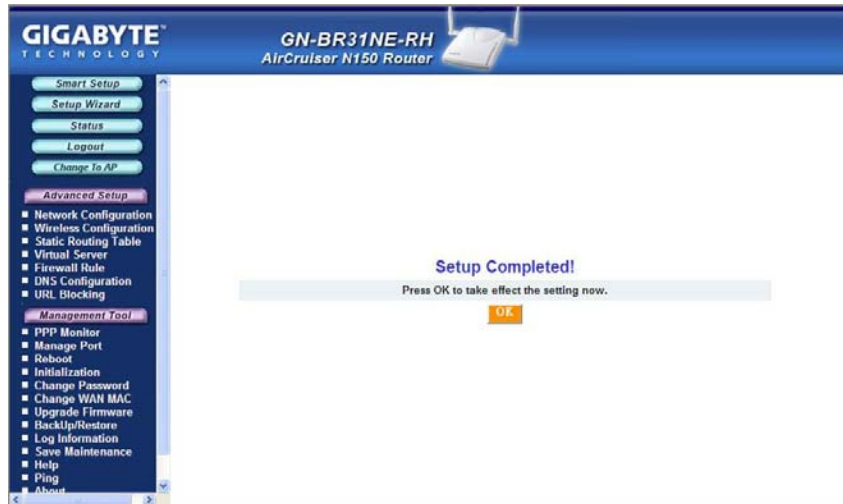 GIGABYTE™
TECHNOLOGY
GN-BR31NE-RH
AirCruiser N150 Router
Smart Setup
Setup Wizard
Status
Logout
Change To AP
Advanced Setup
Network Configuration
Wireless Configuration
Static Routing Table
Virtual Server
Firewall Rule
DNS Configuration
URL Blocking
Management Tool
PPP Monitor
Manage Port
Reboot
Initialization
Change Password
Change WAN MAC
Upgrade Firmware
BackUp/Restore
Log Information
Save Maintenance
Help
Ping
About
Setup Completed!
Press OK to take effect the setting now.
OK